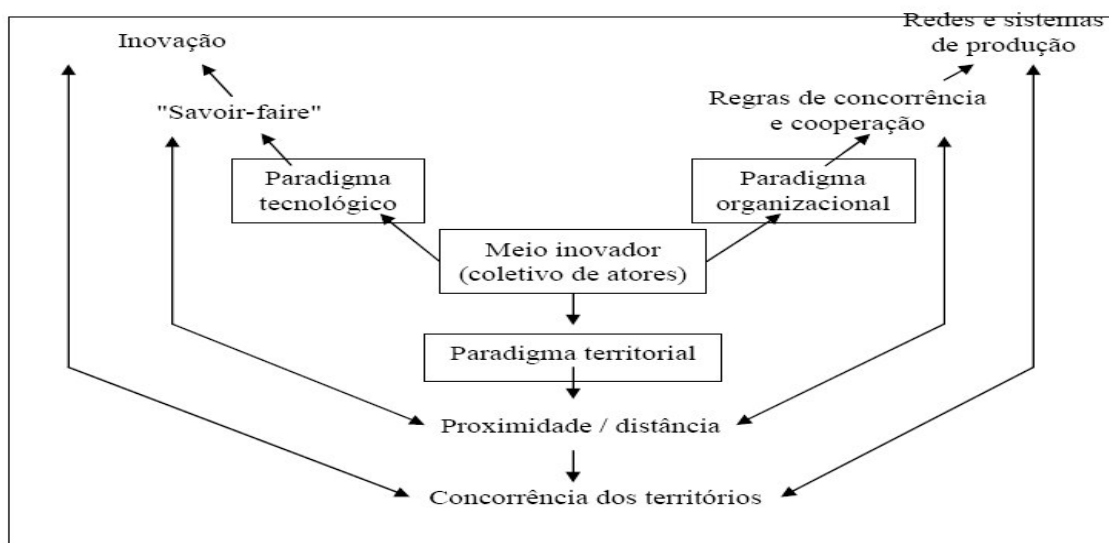 Redes e sistemas
de produção
Inovação
"Savoir-faire"
Regras de concorrência
e cooperação
Paradigma
tecnológico
Paradigma
organizacional
Meio inovador
(coletivo de atores)
Paradigma territorial
Proximidade / distância
Concorrência dos territórios